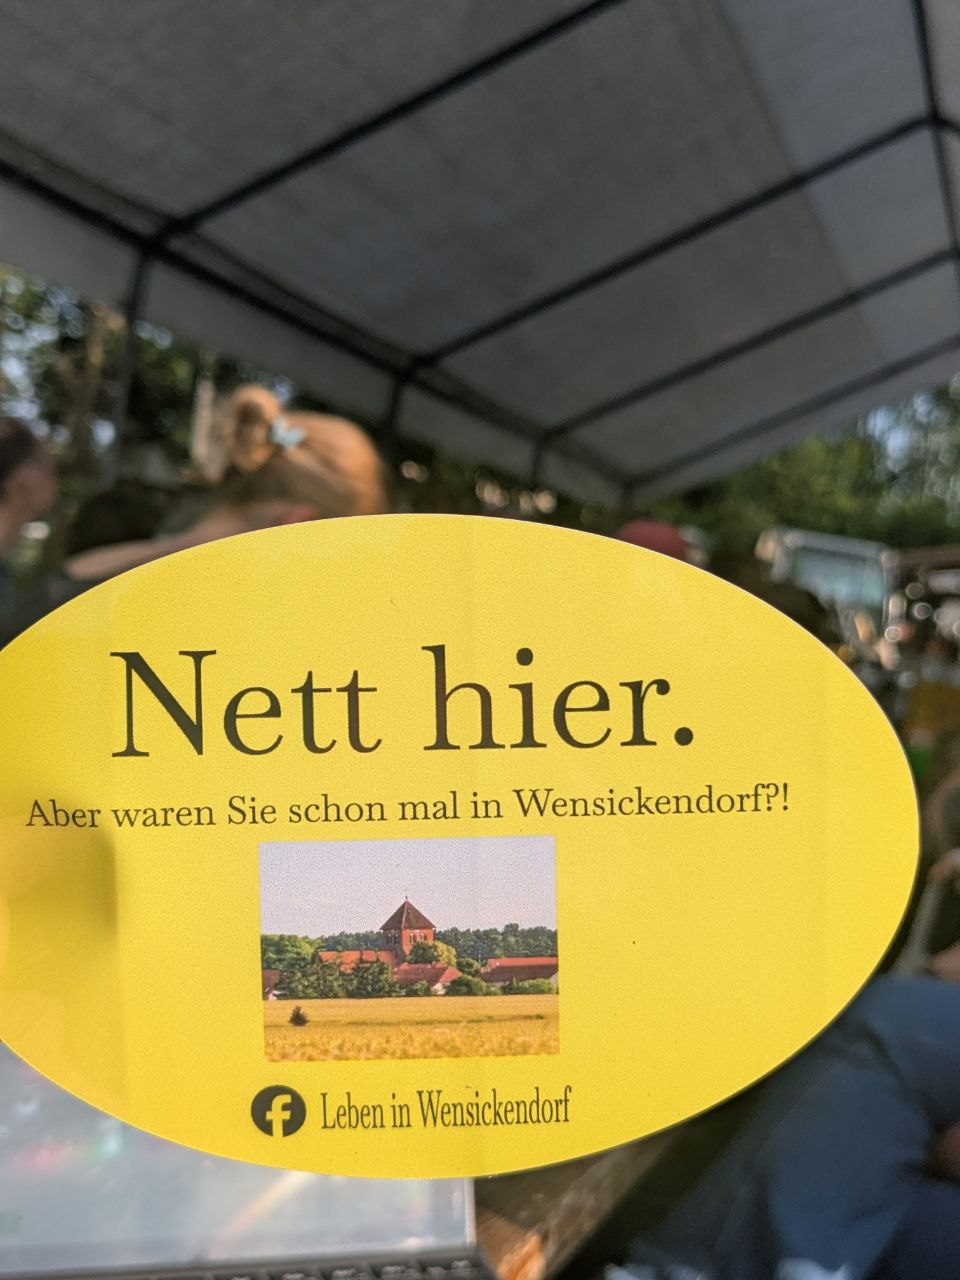 Nett hier.
Aber waren Sie schon mal in Wensickendorf?!
Leben in Wensickendorf